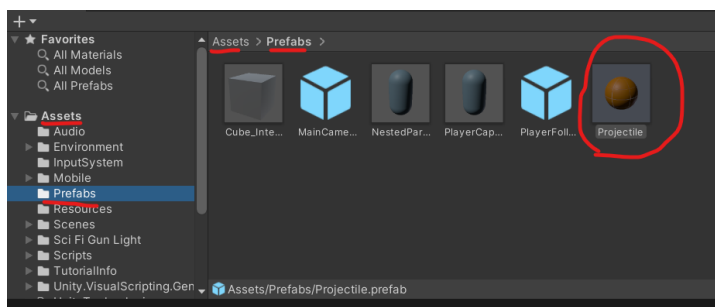 Favorites
All Materials
All Models
All Prefabs
Assets
Audio
Environment
InputSystem
Mobile
Prefabs
Resources
Scenes
Sci Fi Gun Light
Scripts
TutorialInfo
Unity.VisualScripting.Gen
Assets > Prefabs >
Cube_Inte... MainCame... NestedPar... PlayerCap... PlayerFoll... Projectile
Assets/Prefabs/Projectile.prefab